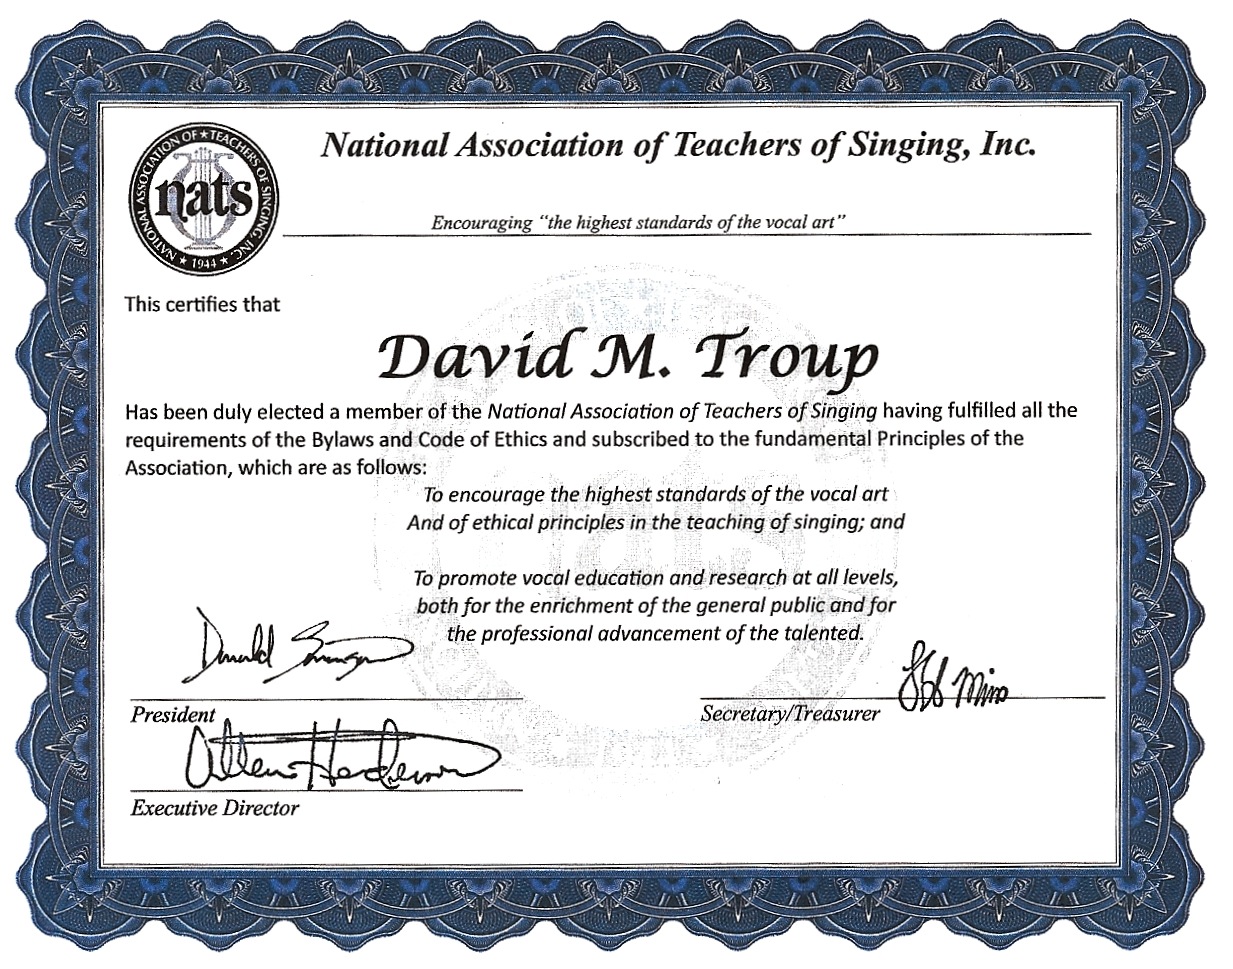 NATIONAL ASSOCIATION OF ★ TEACHERS OF SINGING, INC. ★ 1944 ★
nats
National Association of Teachers of Singing, Inc.
Encouraging "the highest standards of the vocal art"
This certifies that
David M. Troup
Has been duly elected a member of the National Association of Teachers of Singing having fulfilled all the
requirements of the Bylaws and Code of Ethics and subscribed to the fundamental Principles of the
Association, which are as follows:
To encourage the highest standards of the vocal art
And of ethical principles in the teaching of singing; and
To promote vocal education and research at all levels,
both for the enrichment of the general public and for
the professional advancement of the talented.
Donald
President
Secretary/Treasurer
Allen Henderson
Executive Director